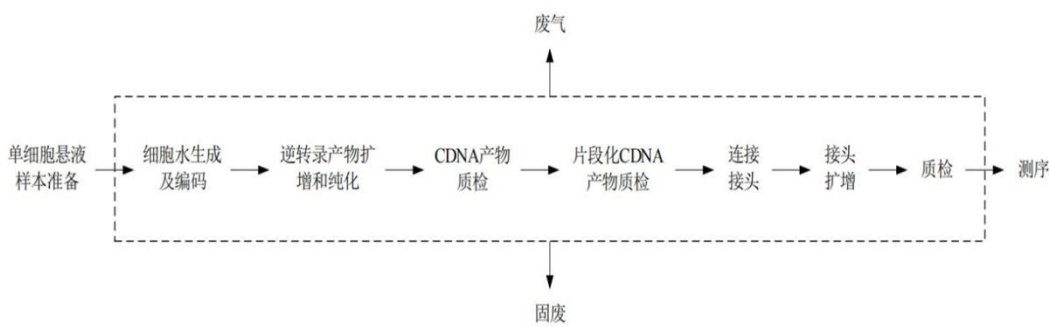 废气
单细胞悬液
样本准备
细胞水生成
及编码
逆转录产物扩
增和纯化
CDNA产物
质检
片段化CDNA
产物质检
连接
接头
接头
扩增
质检
测序
固废